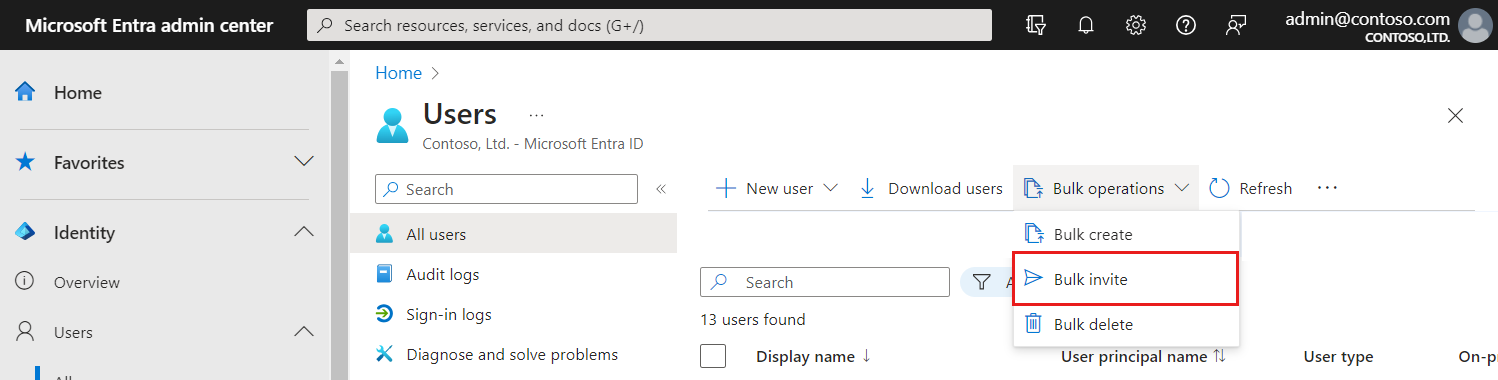 Microsoft Entra admin center
Search resources, services, and docs (G+/)
admin@contoso.com
CONTOSO,LTD.
Home
Favorites
Identity
Overview
Users
Home >
Users ...
Contoso, Ltd. - Microsoft Entra ID
Search
All users
Audit logs
Sign-in logs
Diagnose and solve problems
New user
Download users
Bulk operations
Refresh
Bulk create
Bulk invite
Bulk delete
Search
13 users found
Display name
User principal name
User type